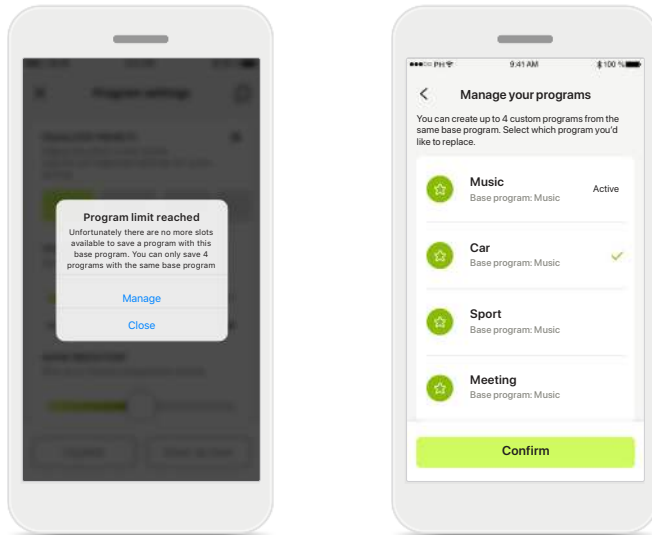 Program settings
Program limit reached
Unfortunately there are no more slots
available to save a program with this
base program. You can only save 4
programs with the same base program
Manage
Close
PH
9:41 AM
100 %
Manage your programs
You can create up to 4 custom programs from the
same base program. Select which program you'd
like to replace.
Music
Base program: Music
Active
Car
Base program: Music
Sport
Base program: Music
Meeting
Base program: Music
Confirm